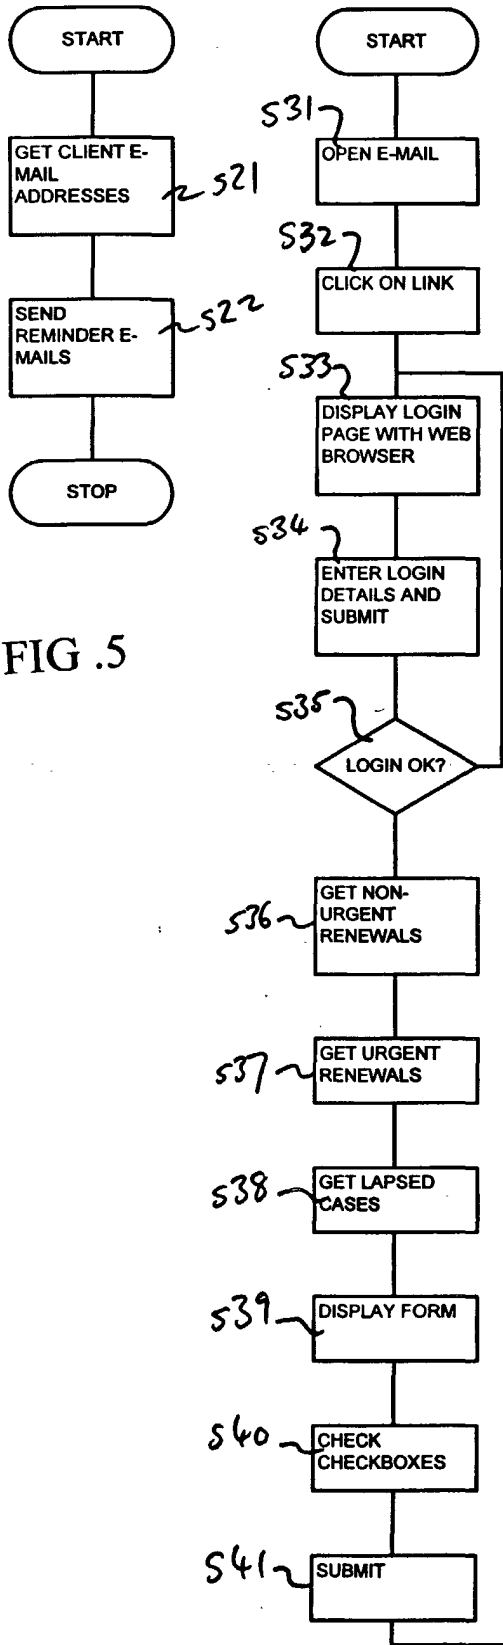 START
GET CLIENT E-
MAIL
ADDRESSES
S21
SEND
REMINDER E-
MAILS
S22
STOP
FIG .5
START
S31
OPEN E-MAIL
S32
CLICK ON LINK
S33
DISPLAY LOGIN
PAGE WITH WEB
BROWSER
S34
ENTER LOGIN
DETAILS AND
SUBMIT
S35
LOGIN OK?
S36
GET NON-
URGENT
RENEWALS
S37
GET URGENT
RENEWALS
S38
GET LAPSED
CASES
S39
DISPLAY FORM
S40
CHECK
CHECKBOXES
S41
SUBMIT